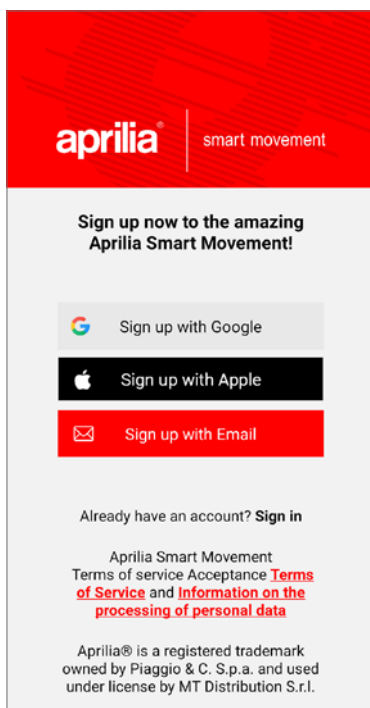 aprilia® smart movement
Sign up now to the amazing
Aprilia Smart Movement!
Sign up with Google
Sign up with Apple
Sign up with Email
Already have an account? Sign in
Aprilia Smart Movement
Terms of service Acceptance Terms
of Service and Information on the
processing of personal data
Aprilia® is a registered trademark
owned by Piaggio & C. S.p.a. and used
under license by MT Distribution S.r.l.